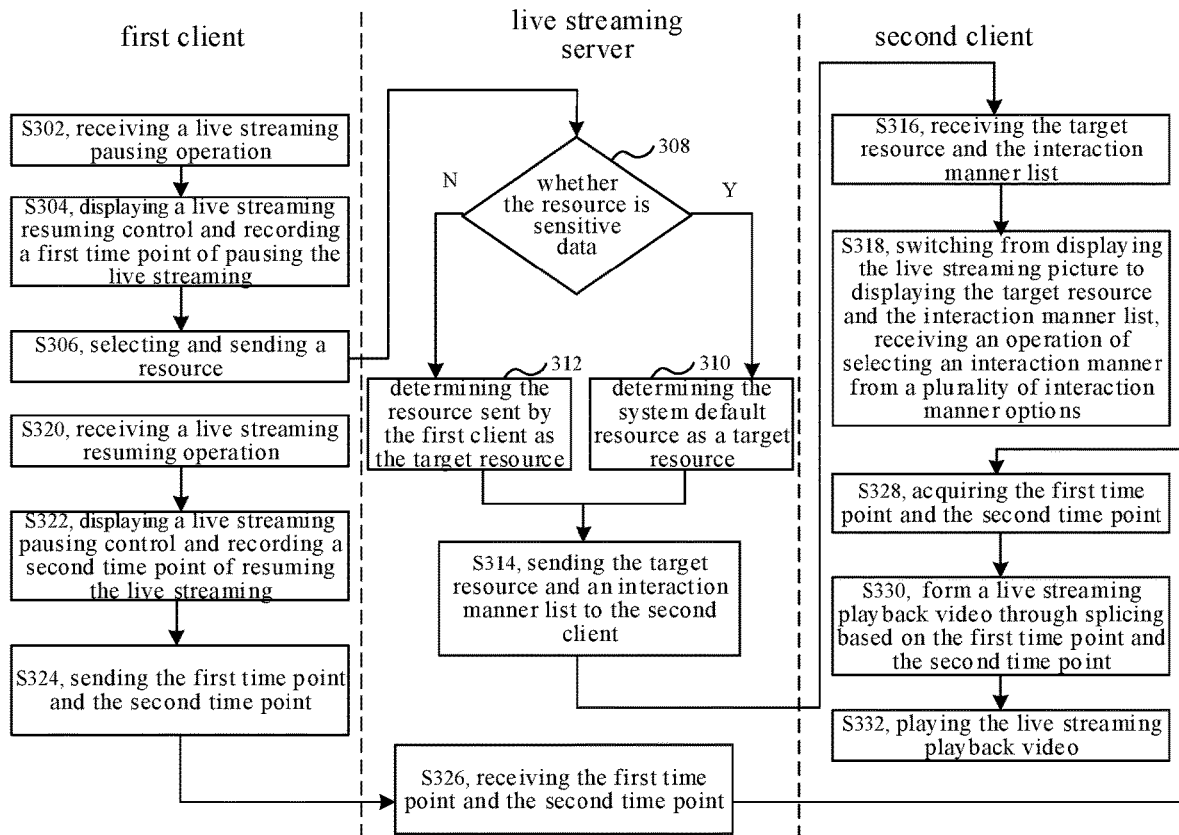 first client
S302, receiving a live streaming
pausing operation
S304, displaying a live streaming
resuming control and recording
a first time point of pausing the
live streaming
S306, selecting and sending a
resource
S320, receiving a live streaming
resuming operation
S322, displaying a live streaming
pausing control and recording a
second time point of resuming
the live streaming
S324, sending the first time point
and the second time point
live streaming
server
308
whether
the resource is
sensitive
data
N
Y
312
determining the
resource sent by
the first client as
the target resource
310
determining the
system default
resource as a target
resource
S314, sending the target
resource and an interaction
manner list to the second
client
S326, receiving the first time
point and the second time point
second client
S316, receiving the target
resource and the interaction
manner list
S318, switching from displaying
the live streaming picture to
displaying the target resource
and the interaction manner list,
receiving an operation of
selecting an interaction manner
from a plurality of interaction
manner options
S328, acquiring the first time
point and the second time point
S330, form a live streaming
playback video through splicing
based on the first time point and
the second time point
S332, playing the live streaming
playback video